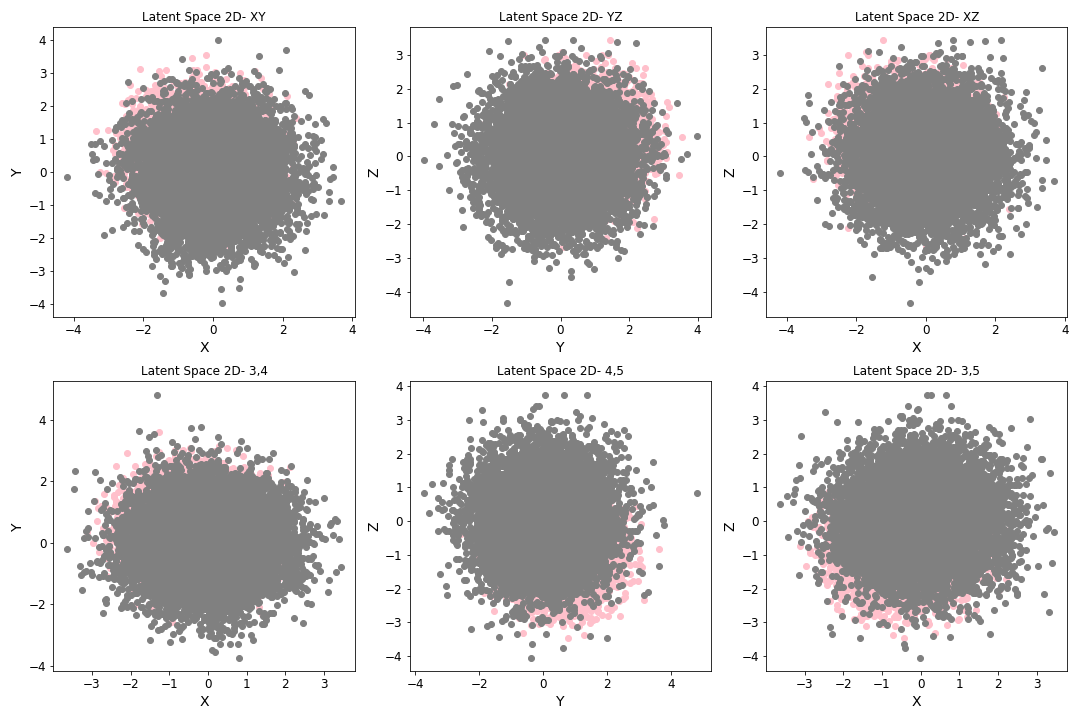 Latent Space 2D- XY
4
3
2
1
0
−1
−2
−3
−4
Y
−4 −2 0 2 4
X
Latent Space 2D- YZ
3
2
1
0
−1
−2
−3
−4
Z
−4 −2 0 2 4
Y
Latent Space 2D- XZ
3
2
1
0
−1
−2
−3
−4
Z
−4 −2 0 2 4
X
Latent Space 2D- 3,4
4
2
0
−2
−4
Y
−3 −2 −1 0 1 2 3
X
Latent Space 2D- 4,5
4
3
2
1
0
−1
−2
−3
−4
Z
−4 −2 0 2 4
Y
Latent Space 2D- 3,5
4
3
2
1
0
−1
−2
−3
−4
Z
−3 −2 −1 0 1 2 3
X